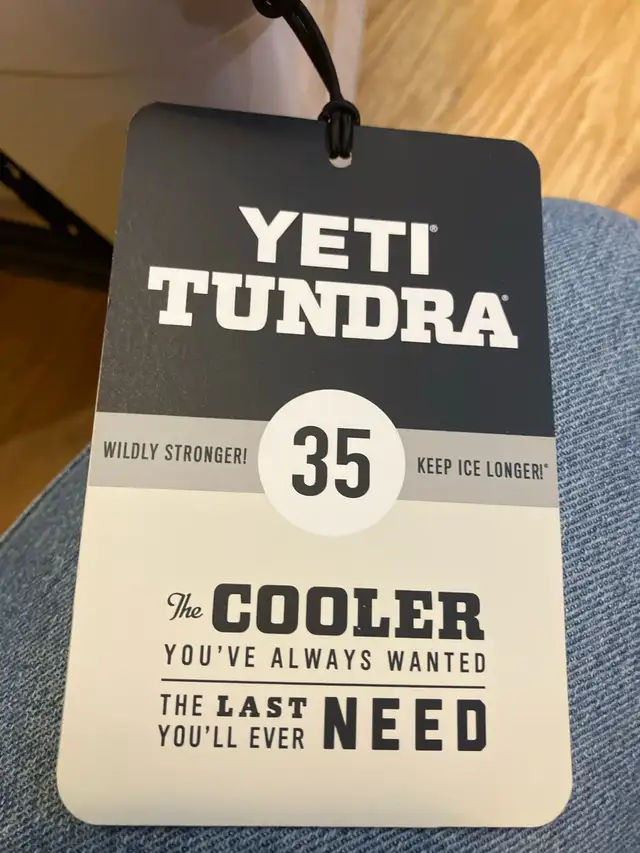 YETI®
TUNDRA®
WILDLY STRONGER! 35 KEEP ICE LONGER!®
The COOLER
YOU'VE ALWAYS WANTED
THE LAST
YOU'LL EVER NEED